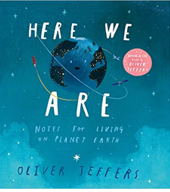 HERE WE
ARE
NOTES FOR LIVING
ON PLANET EARTH
OLIVER JEFFERS